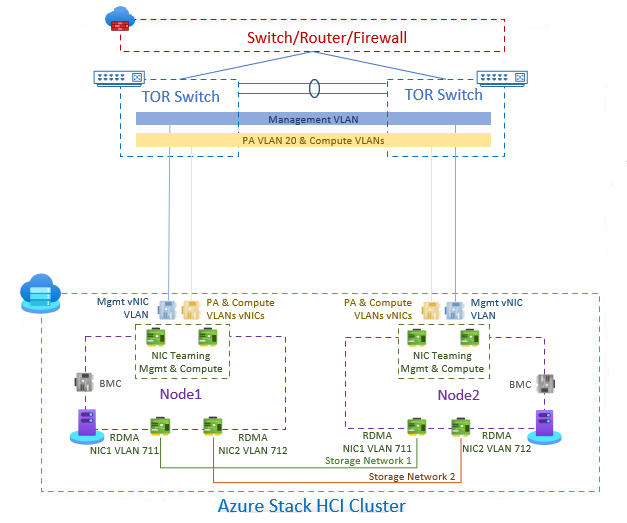 Switch/Router/Firewall
TOR Switch
TOR Switch
Management VLAN
PA VLAN 20 & Compute VLANs
Mgmt vNIC
VLAN
PA & Compute
VLANs vNICs
PA & Compute
VLANs vNICs
Mgmt vNIC
VLAN
NIC Teaming
Mgmt & Compute
NIC Teaming
Mgmt & Compute
BMC
Node1
Node2
BMC
RDMA
NIC1 VLAN 711
RDMA
NIC2 VLAN 712
RDMA
NIC1 VLAN 711
RDMA
NIC2 VLAN 712
Storage Network 1
Storage Network 2
Azure Stack HCI Cluster